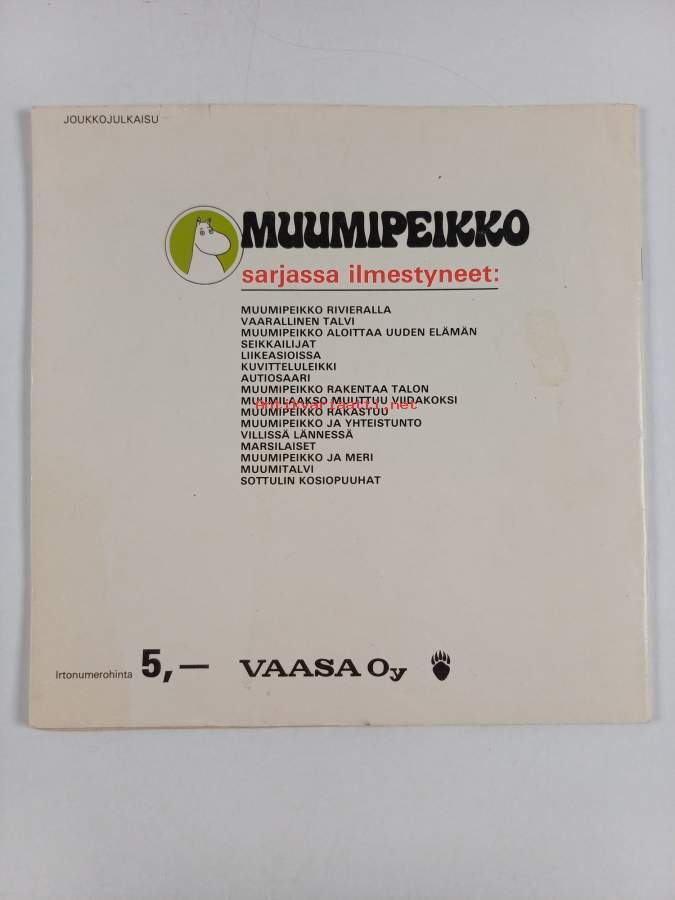 JOUKKOJULKAISU
MUUMIPEIKKO
sarjassa ilmestyneet:
MUUMIPEIKKO RIVIERALLA
VAARALLINEN TALVI
MUUMIPEIKKO ALOITTAA UUDEN ELÄMÄN
SEIKKAILIJAT
LIIKEASIOISSA
KUVITTELULEIKKI
AUTIOSAARI
MUUMIPEIKKO RAKENTAA TALON
MUUMILAAKSO MUUTTUU VIIDAKOKSI
Antikvariaatti.net
MUUMIPEIKKO RAKASTUU
MUUMIPEIKKO JA YHTEISTUNTO
VILLISSÄ LÄNNESSÄ
MARSILAISET
MUUMIPEIKKO JA MERI
MUUMITALVI
SOTTULIN KOSIOPUUHAT
Irtonumerohinta 5,— VAASA Oy